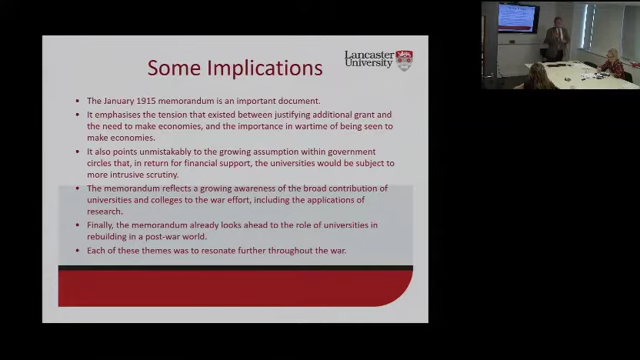 Some Implications
Lancaster
University
• The January 1915 memorandum is an important document.
• It emphasises the tension that existed between justifying additional grant and
the need to make economies, and the importance in wartime of being seen to
make economies.
• It also points unmistakably to the growing assumption within government
circles that, in return for financial support, the universities would be subject to
more intrusive scrutiny.
• The memorandum reflects a growing awareness of the broad contribution of
universities and colleges to the war effort, including the applications of
research.
• Finally, the memorandum already looks ahead to the role of universities in
rebuilding in a post-war world.
• Each of these themes was to resonate further throughout the war.